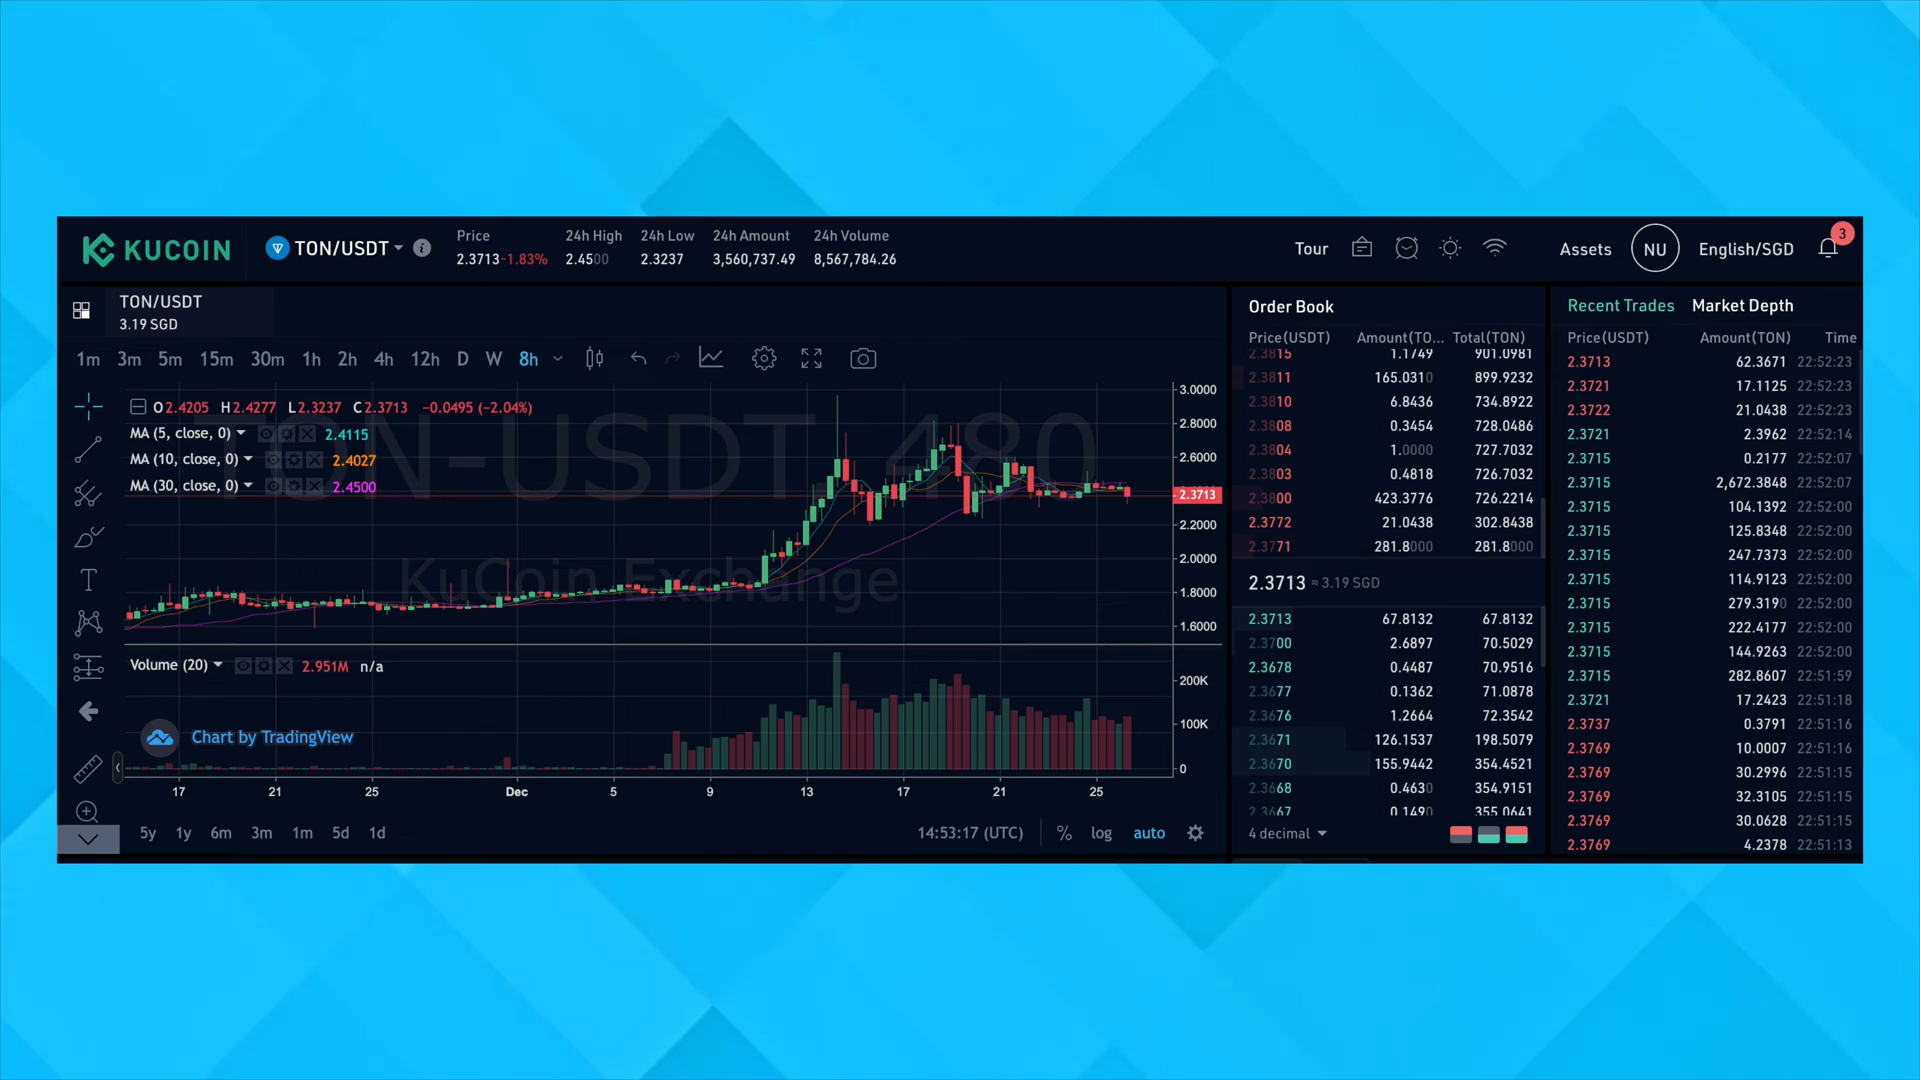 KUCOIN
TON/USDT
Price
2.3713 -1.83%
24h High
2.4500
24h Low
2.3237
24h Amount
3,560,737.49
24h Volume
8,567,784.26
Tour
Assets
NU
English/SGD
3
TON/USDT
3.19 SGD
1m 3m 5m 15m 30m 1h 2h 4h 12h D W 8h
TON-USDT 480
KuCoin Exchange
O2.4205 H2.4277 L2.3237 C2.3713 -0.0495 (-2.04%)
MA (5, close, 0) 2.4115
MA (10, close, 0) 2.4027
MA (30, close, 0) 2.4500
3.0000
2.8000
2.6000
2.3713
2.2000
2.0000
1.8000
1.6000
Volume (20) 2.951M n/a
200K
100K
0
Chart by TradingView
17 21 25 Dec 5 9 13 17 21 25
5y 1y 6m 3m 1m 5d 1d
14:53:17 (UTC) % log auto
Order Book
Price(USDT) Amount(TO... Total(TON)
2.3815 1.1749 901.0981
2.3811 165.0310 899.9232
2.3810 6.8436 734.8922
2.3808 0.3454 728.0486
2.3804 1.0000 727.7032
2.3803 0.4818 726.7032
2.3800 423.3776 726.2214
2.3772 21.0438 302.8438
2.3771 281.8000 281.8000
2.3713 ≈ 3.19 SGD
2.3713 67.8132 67.8132
2.3700 2.6897 70.5029
2.3678 0.4487 70.9516
2.3677 0.1362 71.0878
2.3676 1.2664 72.3542
2.3671 126.1537 198.5079
2.3670 155.9442 354.4521
2.3668 0.4630 354.9151
2.3667 0.1490 355.0641
4 decimal
Recent Trades Market Depth
Price(USDT) Amount(TON) Time
2.3713 62.3671 22:52:23
2.3721 17.1125 22:52:23
2.3722 21.0438 22:52:23
2.3721 2.3962 22:52:14
2.3715 0.2177 22:52:07
2.3715 2,672.3848 22:52:07
2.3715 104.1392 22:52:00
2.3715 125.8348 22:52:00
2.3715 247.7373 22:52:00
2.3715 114.9123 22:52:00
2.3715 279.3190 22:52:00
2.3715 222.4177 22:52:00
2.3715 144.9263 22:52:00
2.3715 282.8607 22:51:59
2.3721 17.2423 22:51:18
2.3737 0.3791 22:51:16
2.3769 10.0007 22:51:16
2.3769 30.2996 22:51:15
2.3769 32.3105 22:51:15
2.3769 30.0628 22:51:15
2.3769 4.2378 22:51:13